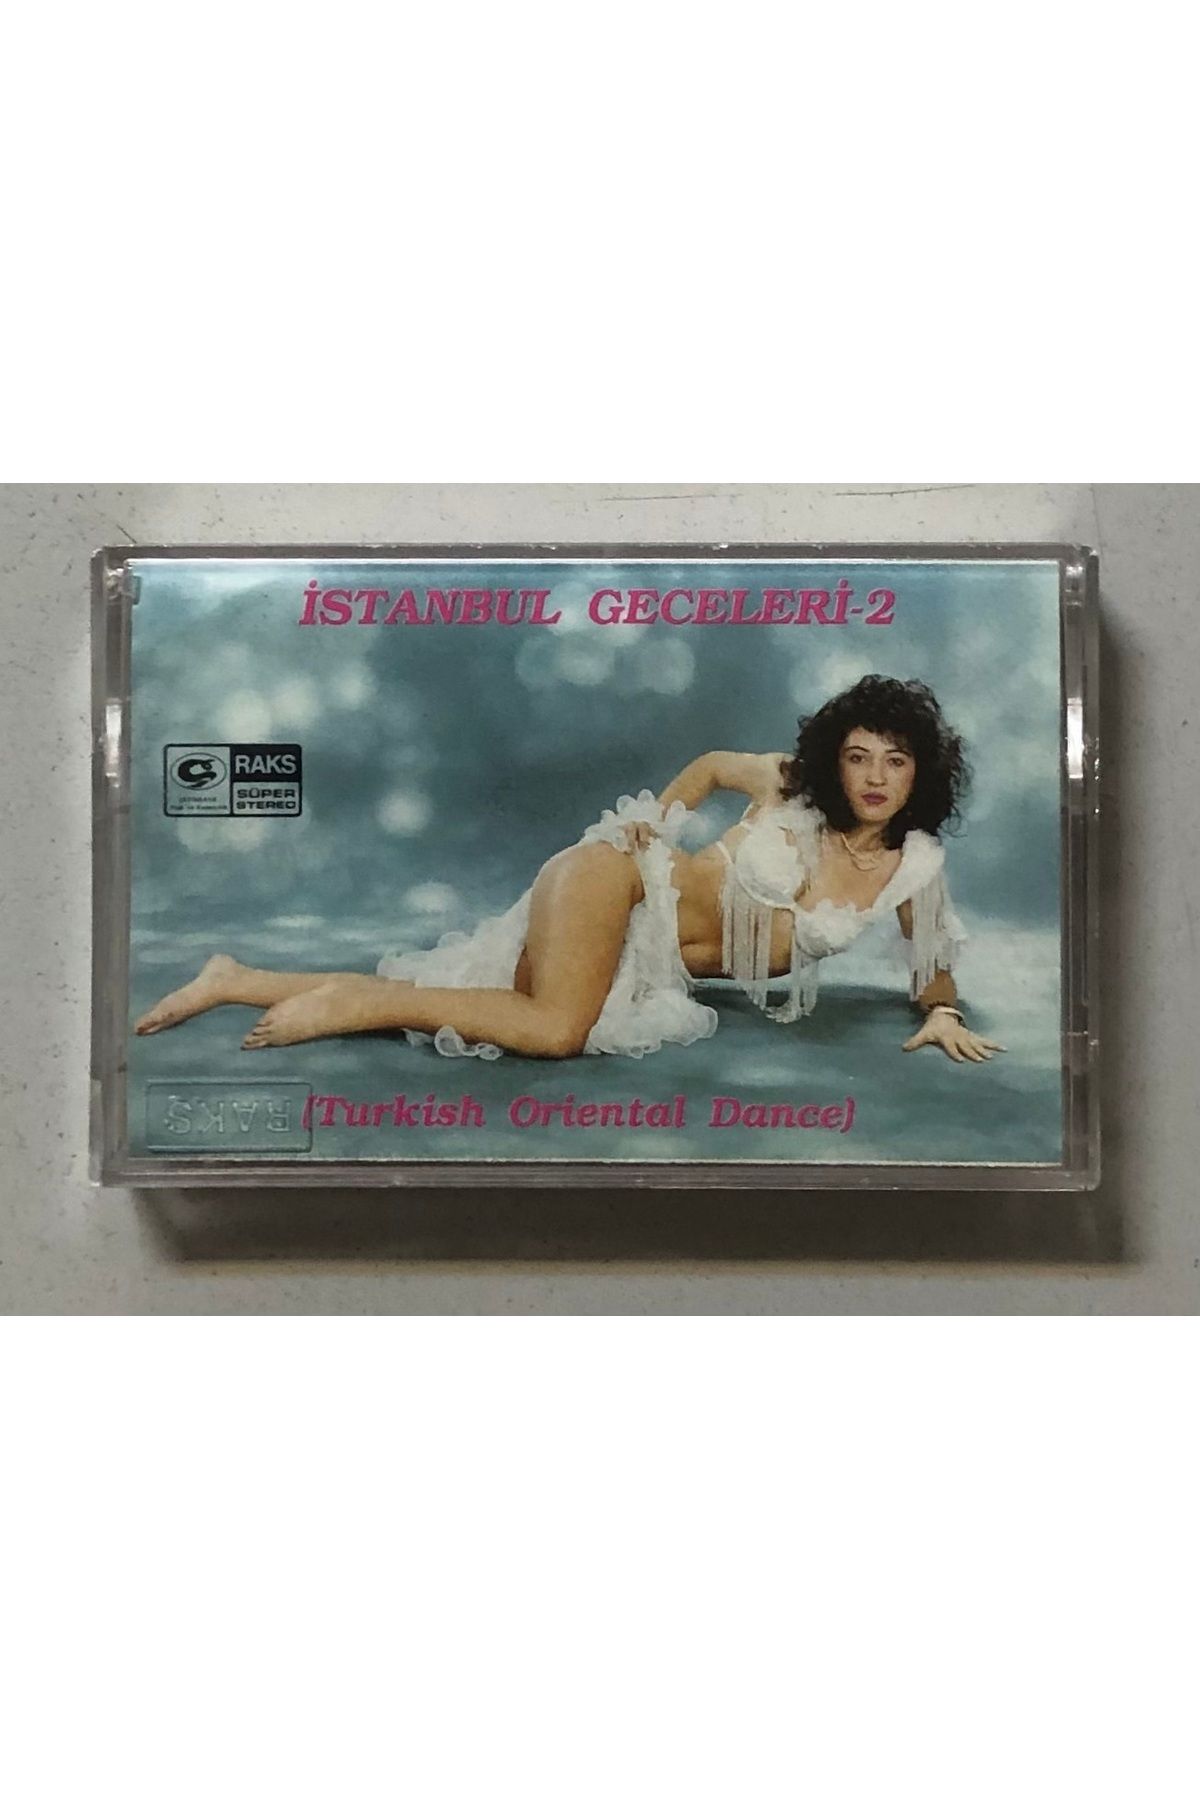 İSTANBUL GECELERİ-2
RAKS
SÜPER
STEREO
(Turkish Oriental Dance)
RAKS